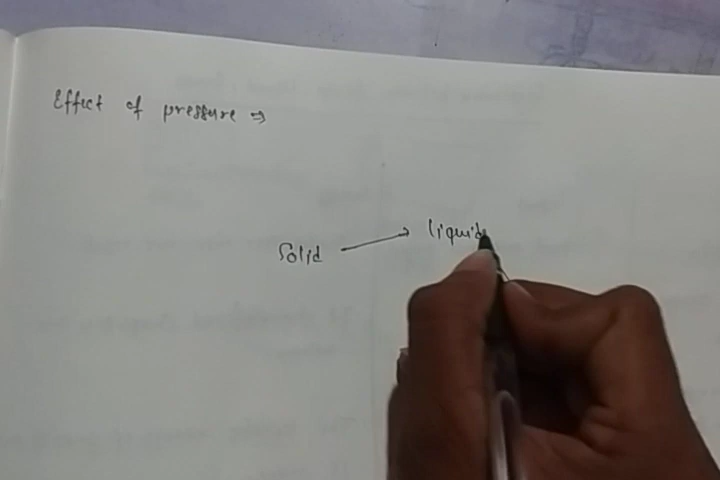 Effect of pressure ⇒
Solid → liquid